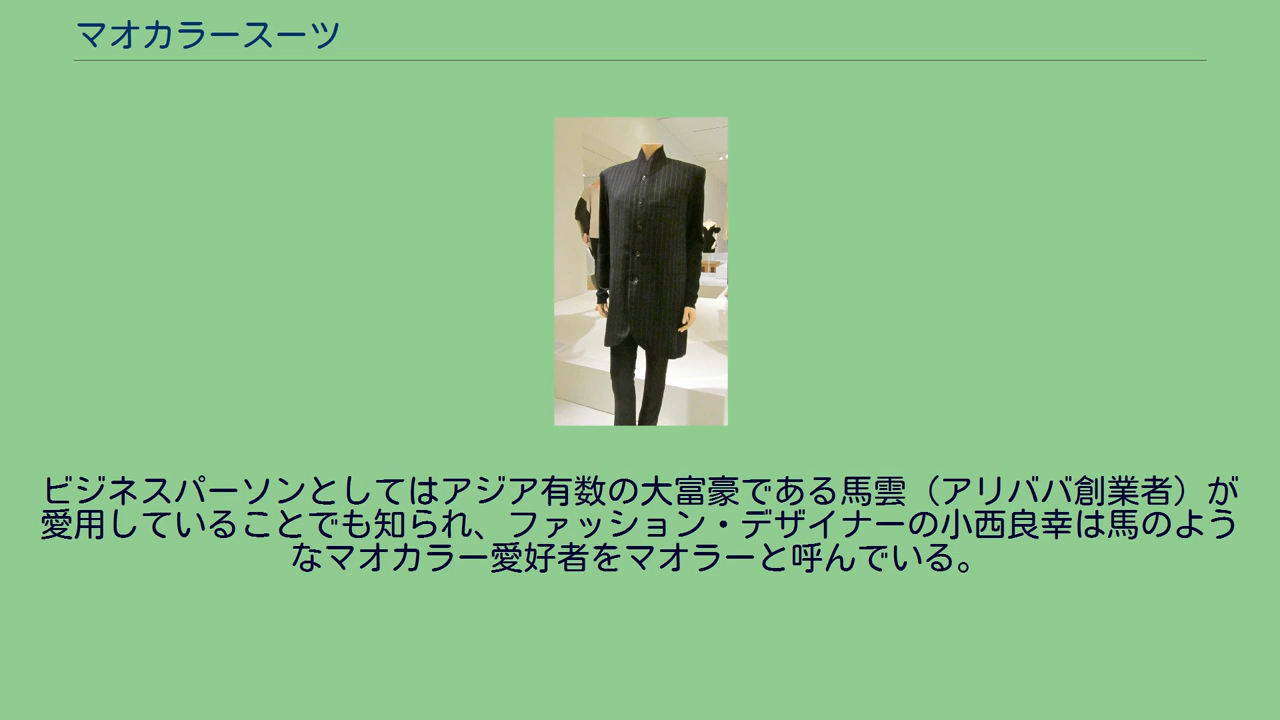 マオカラースーツ
ビジネスパーソンとしてはアジア有数の大富豪である馬雲（アリババ創業者）が
愛用していることでも知られ、ファッション・デザイナーの小西良幸は馬のよう
なマオカラー愛好者をマオラーと呼んでいる。